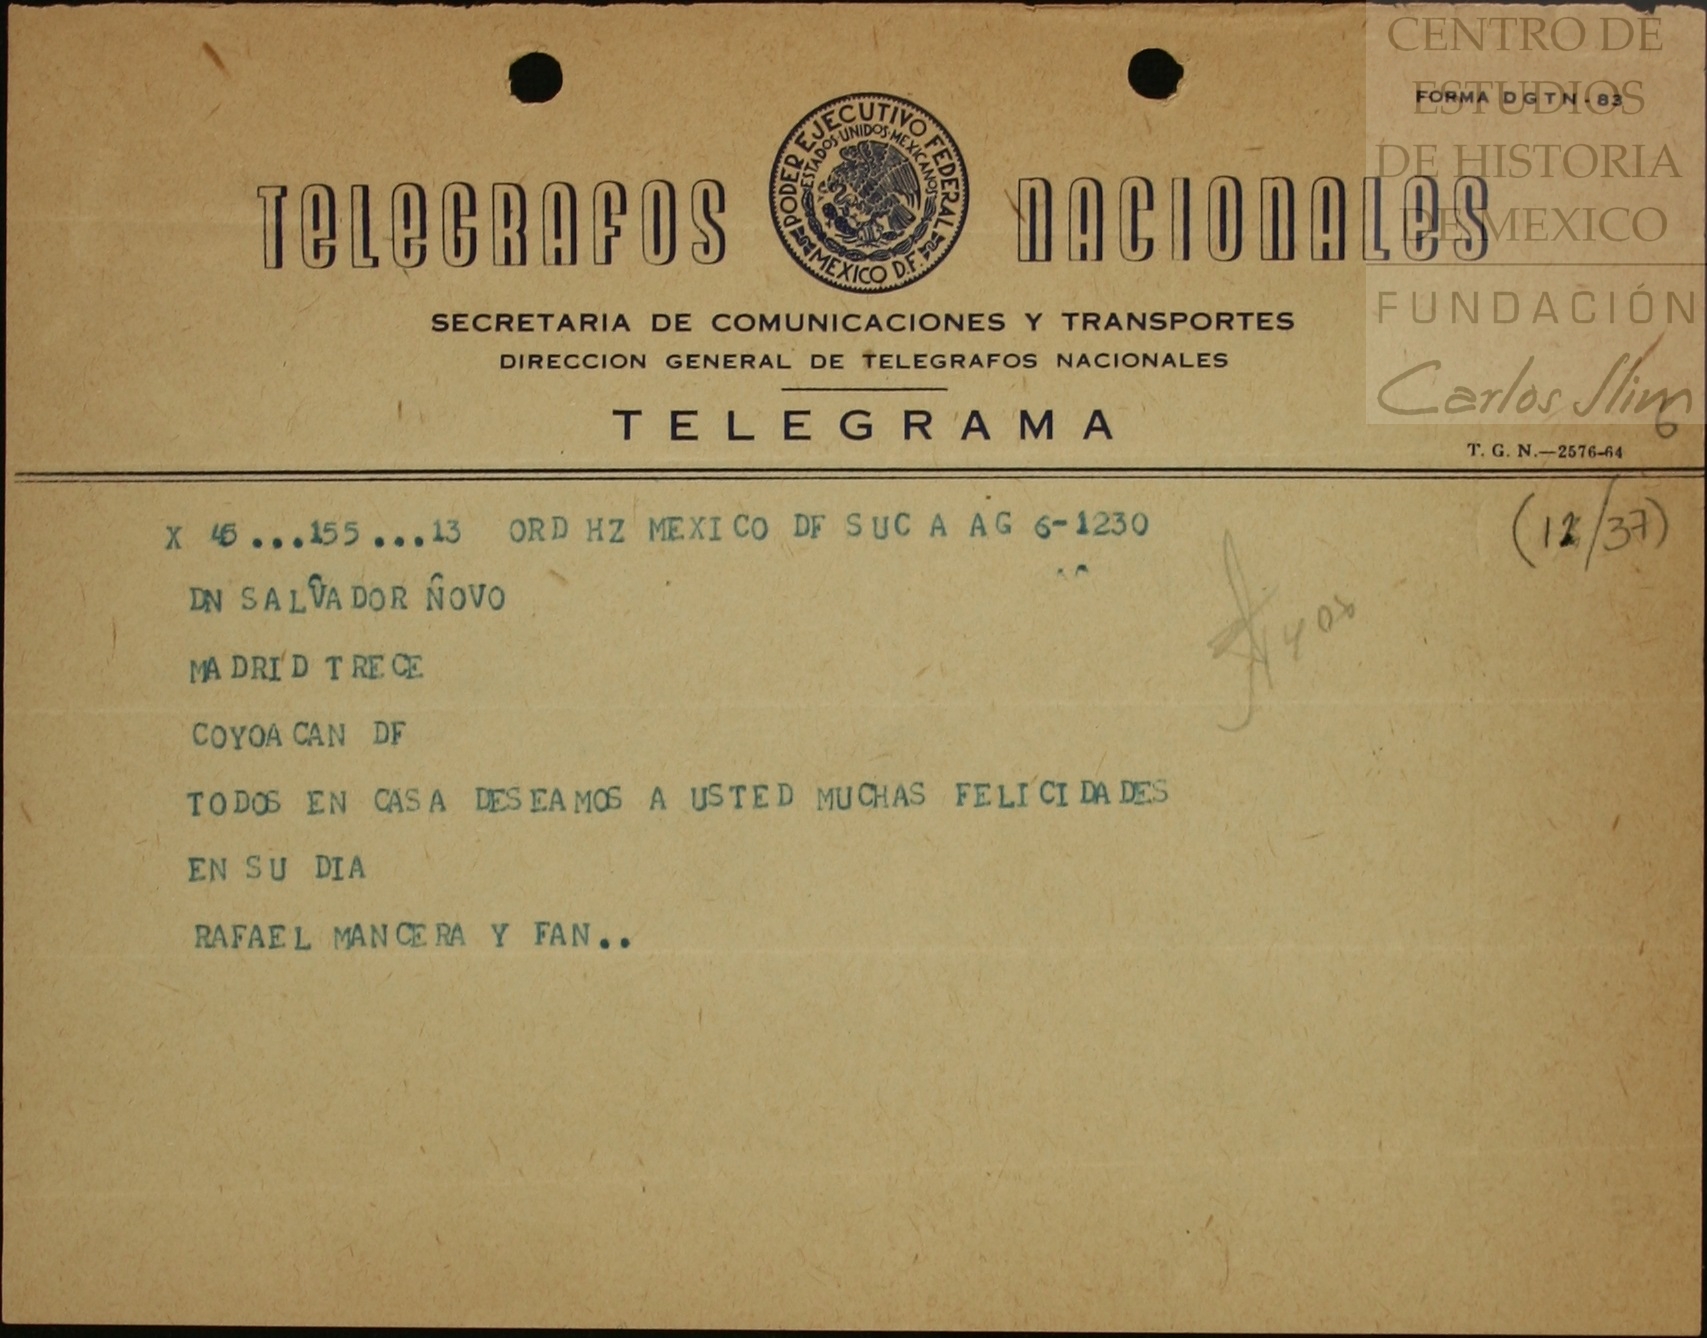 CENTRO DE
ESTUDIOS
DE HISTORIA
DE MEXICO
FUNDACIÓN
Carlos Slim
FORMA DGTN-83
TELEGRAFOS NACIONALES
PODER EJECUTIVO FEDERAL
ESTADOS UNIDOS MEXICANOS
MEXICO D.F.
SECRETARIA DE COMUNICACIONES Y TRANSPORTES
DIRECCION GENERAL DE TELEGRAFOS NACIONALES
TELEGRAMA
6
T. G. N.—2576-64
X 45...155...13 ORD HZ MEXICO DF SUC A AG 6-1230
(12/37)
DN SALVADOR NOVO
MADRID TRECE
COYOACAN DF
TODOS EN CASA DESEAMOS A USTED MUCHAS FELICIDADES
EN SU DIA
RAFAEL MANCERA Y FAN..